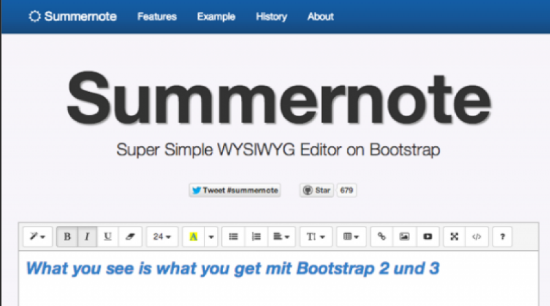 Summernote Features Example History About
Summernote
Super Simple WYSIWYG Editor on Bootstrap
Tweet #summernote Star 679
B I U 24 A T ?
What you see is what you get mit Bootstrap 2 und 3